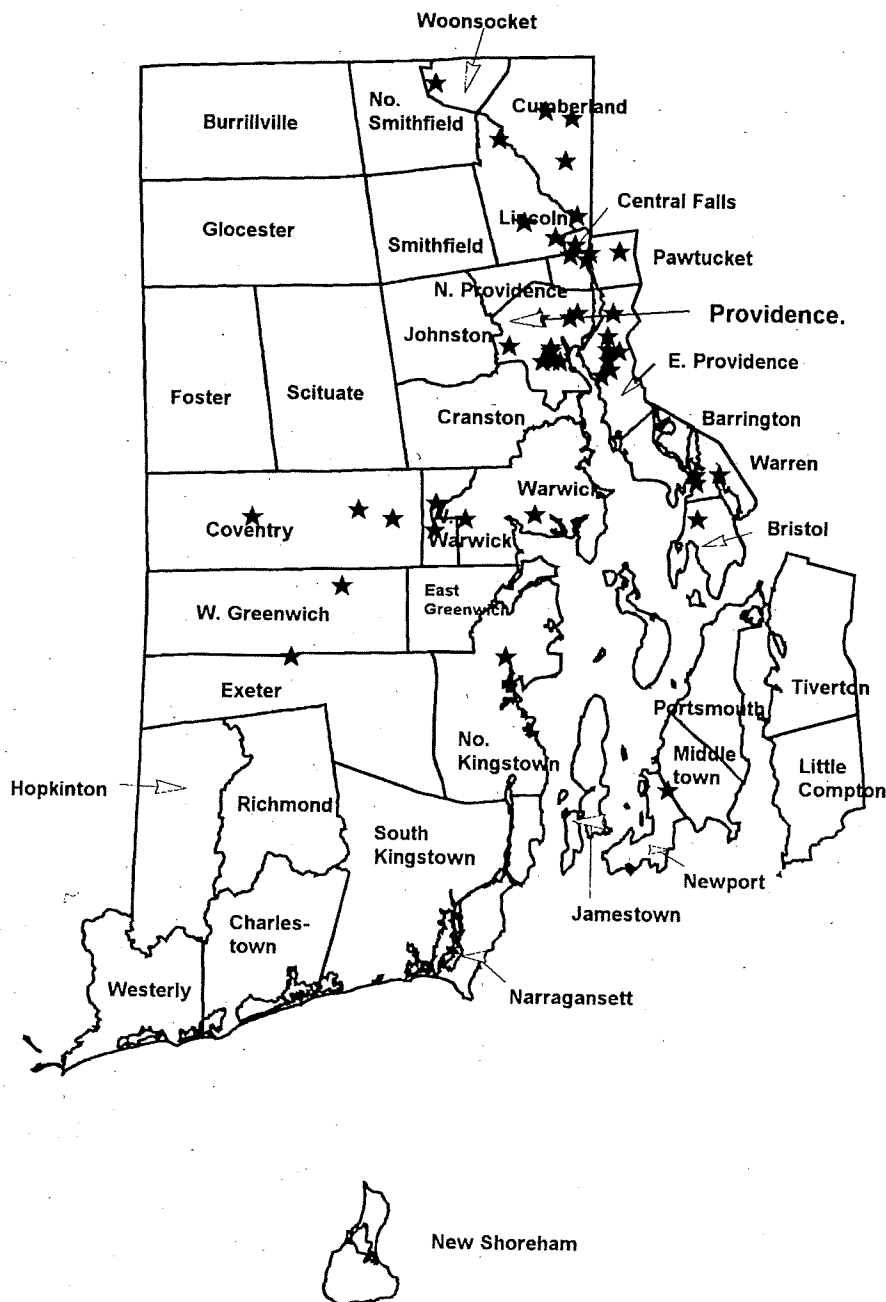 Woonsocket
No.
Smithfield
Cumberland
Burrillville
Central Falls
Lincoln
Glocester
Smithfield
Pawtucket
N. Providence
Providence.
Johnston
E. Providence
Foster
Scituate
Cranston
Barrington
Warren
Warwick
Coventry
Warwick
Bristol
East
Greenwich
W. Greenwich
Exeter
Tiverton
Portsmouth
No.
Kingstown
Middle
town
Little
Compton
Hopkinton
Richmond
South
Kingstown
Newport
Jamestown
Charles-
town
Westerly
Narragansett
New Shoreham